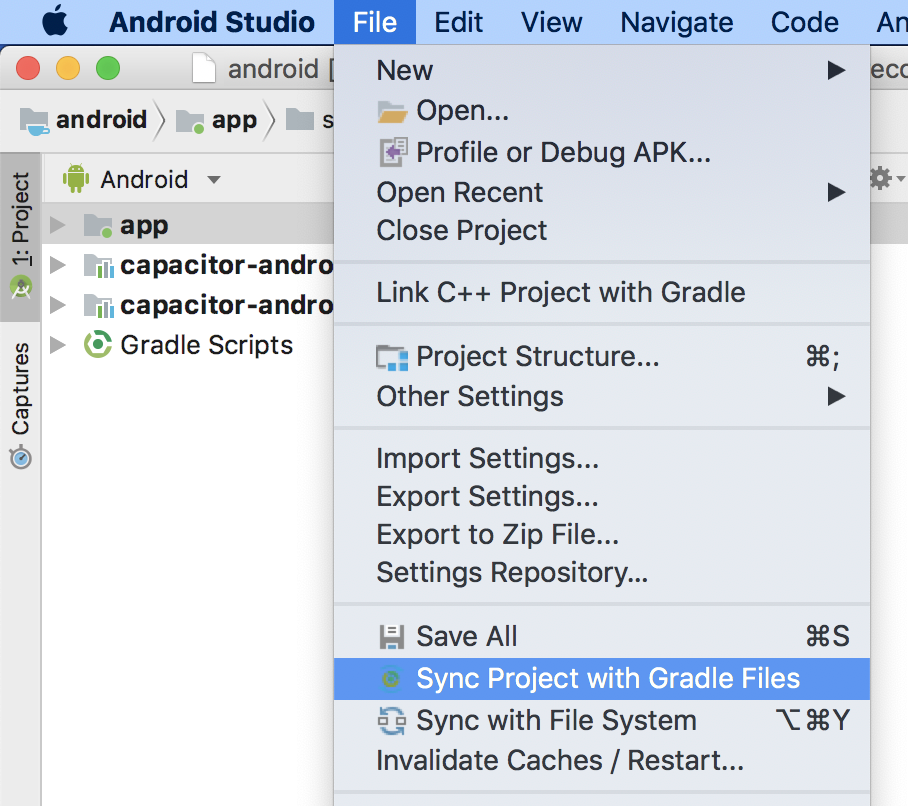 Android Studio File Edit View Navigate Code An
android [
New
Open...
Profile or Debug APK...
Open Recent
Close Project
Link C++ Project with Gradle
Project Structure... ⌘;
Other Settings
Import Settings...
Export Settings...
Export to Zip File...
Settings Repository...
Save All ⌘S
Sync Project with Gradle Files
Sync with File System ⌥⌘Y
Invalidate Caches / Restart...
android app s
Android
app
capacitor-andro
capacitor-andro
Gradle Scripts
1: Project
Captures